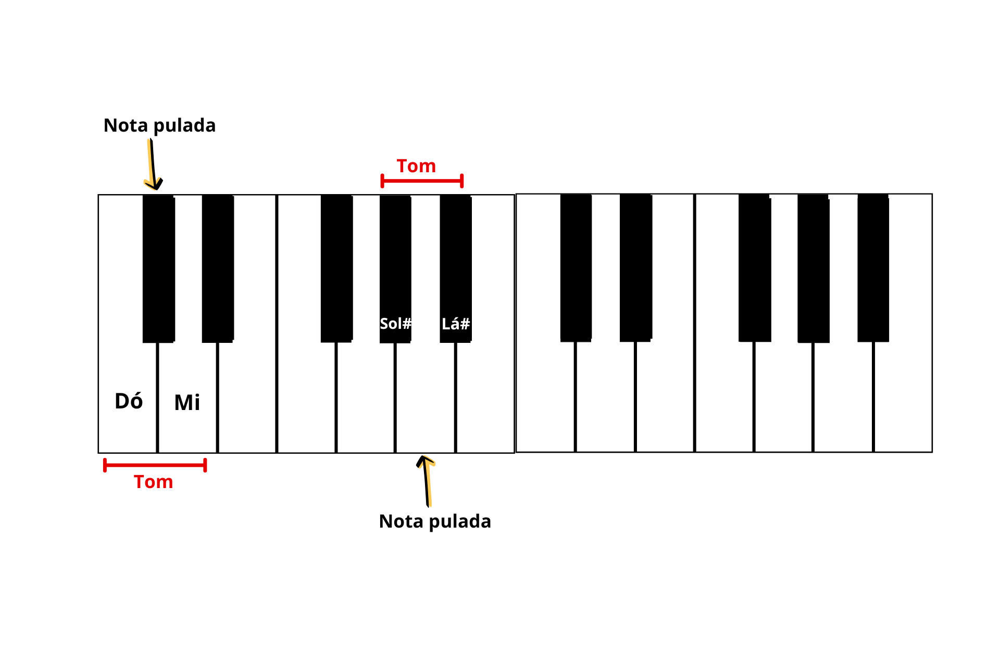 Nota pulada
Tom
Sol#
Lá#
Dó
Mi
Tom
Nota pulada